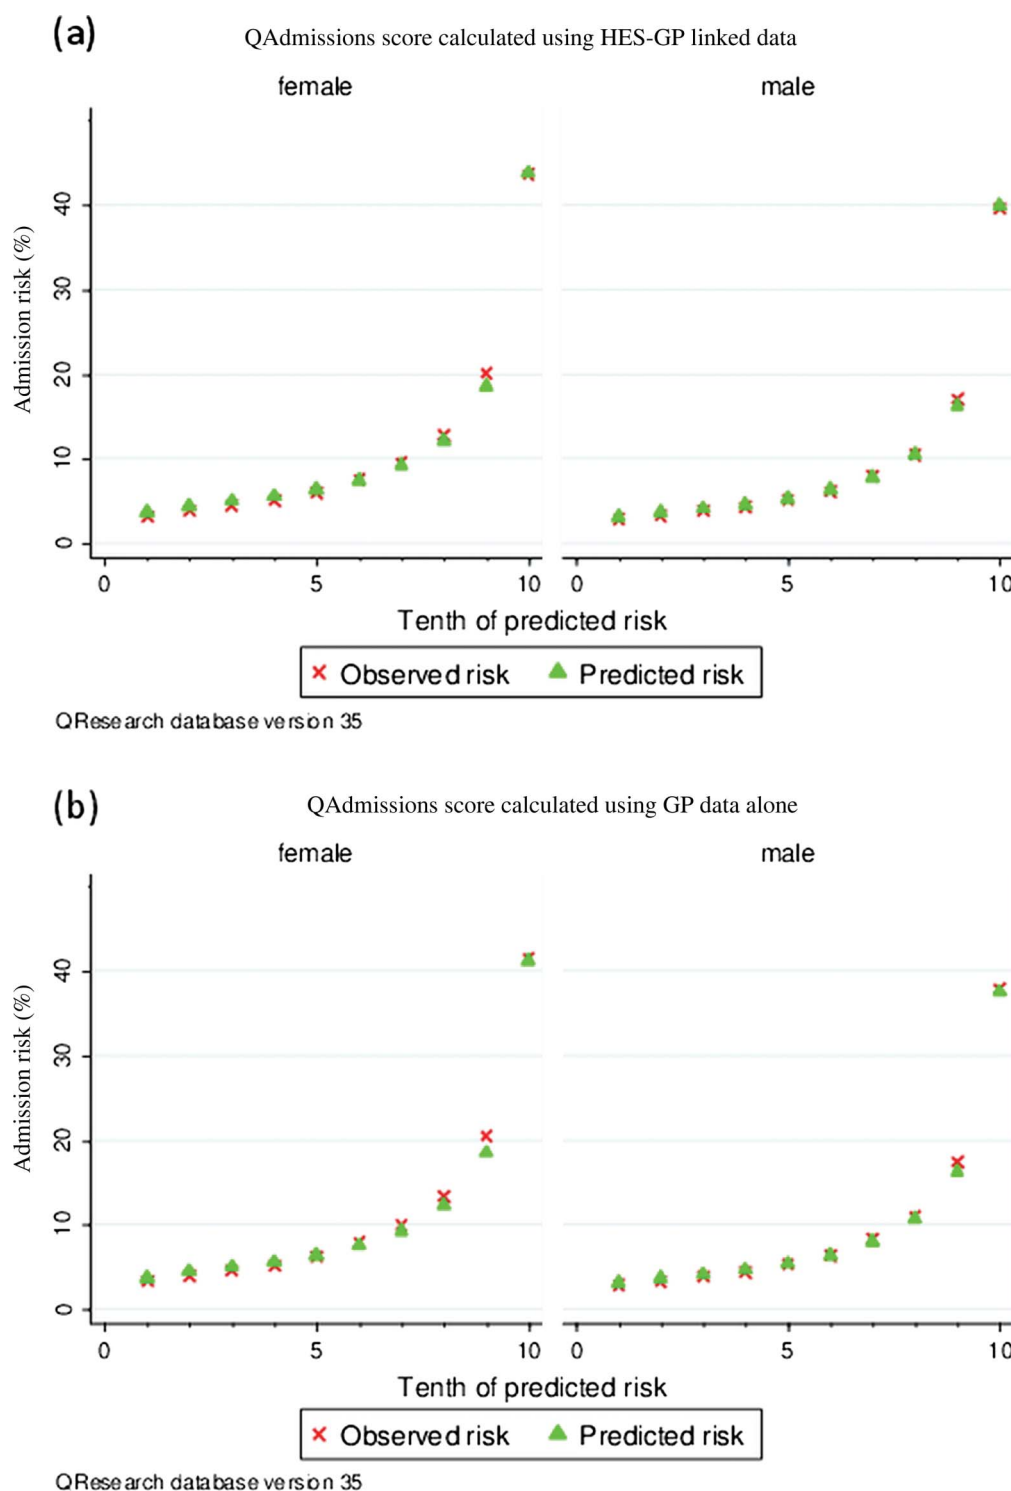 (a)
QAdmissions score calculated using HES-GP linked data
female male
Admission risk (%)
40
30
20
10
0
0 5 10 0 5 10
Tenth of predicted risk
Observed risk Predicted risk
QResearch database version 35
(b)
QAdmissions score calculated using GP data alone
female male
Admission risk (%)
40
30
20
10
0
0 5 10 0 5 10
Tenth of predicted risk
Observed risk Predicted risk
QResearch database version 35